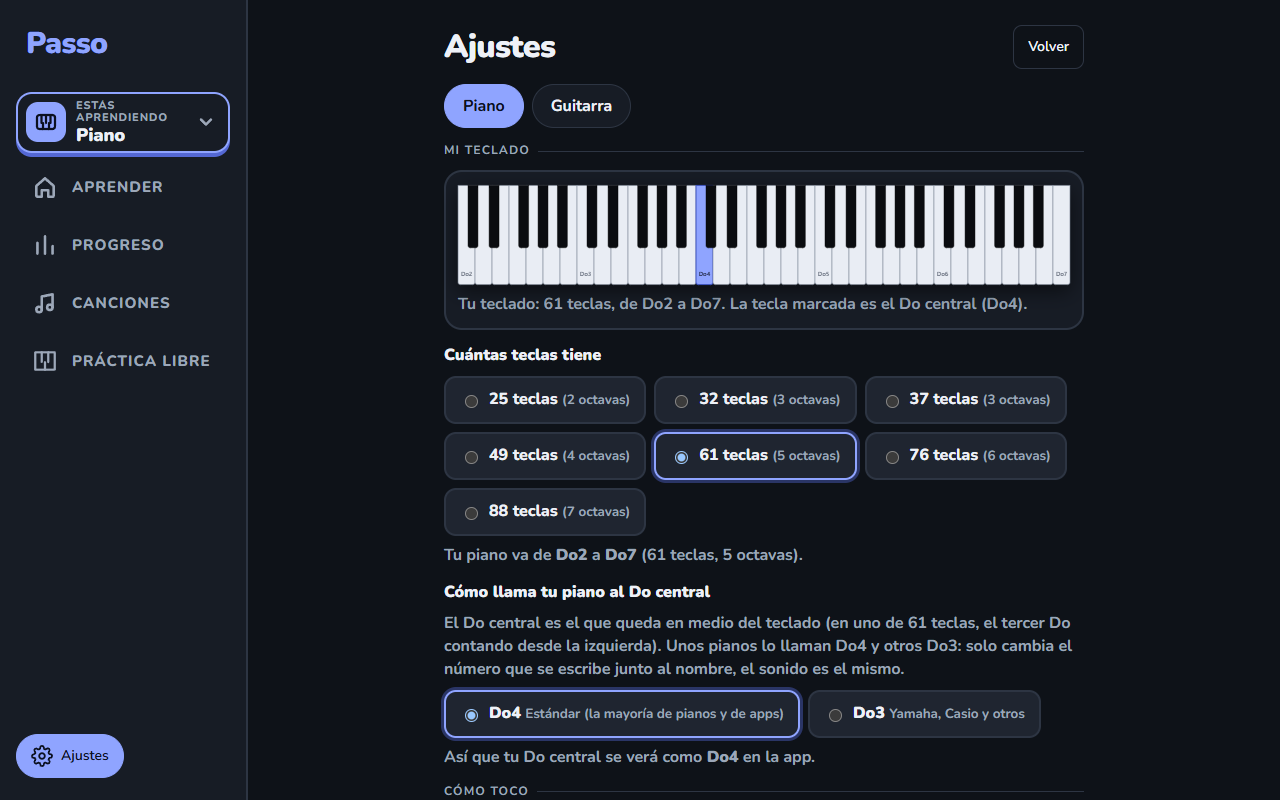 Passo
ESTÁS
APRENDIENDO
Piano
APRENDER
PROGRESO
CANCIONES
PRÁCTICA LIBRE
Ajustes
Ajustes
Volver
Piano
Guitarra
MI TECLADO
Do2
Do3
Do4
Do5
Do6
Do7
Tu teclado: 61 teclas, de Do2 a Do7. La tecla marcada es el Do central (Do4).
Cuántas teclas tiene
25 teclas (2 octavas)
32 teclas (3 octavas)
37 teclas (3 octavas)
49 teclas (4 octavas)
61 teclas (5 octavas)
76 teclas (6 octavas)
88 teclas (7 octavas)
Tu piano va de Do2 a Do7 (61 teclas, 5 octavas).
Cómo llama tu piano al Do central
El Do central es el que queda en medio del teclado (en uno de 61 teclas, el tercer Do
contando desde la izquierda). Unos pianos lo llaman Do4 y otros Do3: solo cambia el
número que se escribe junto al nombre, el sonido es el mismo.
Do4 Estándar (la mayoría de pianos y de apps)
Do3 Yamaha, Casio y otros
Así que tu Do central se verá como Do4 en la app.
CÓMO TOCO